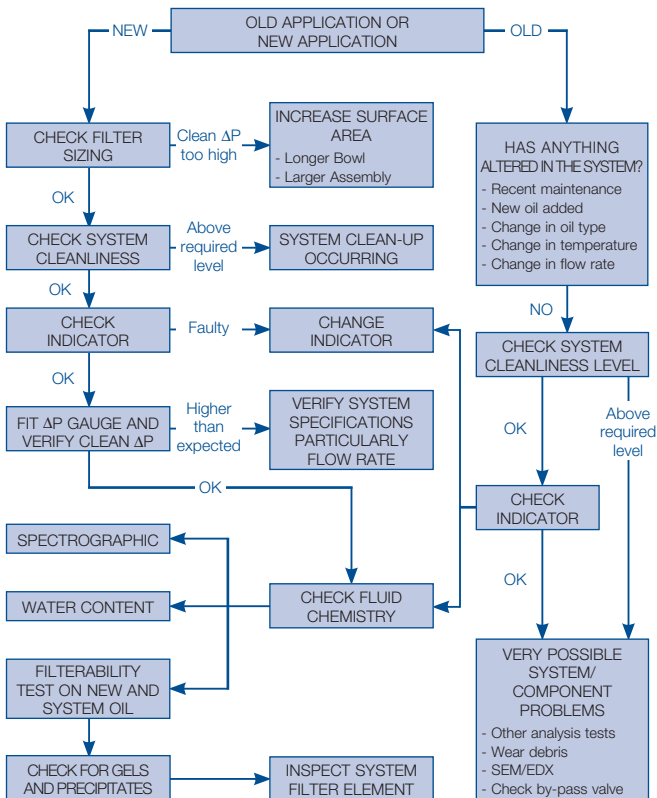 OLD APPLICATION OR
NEW APPLICATION
NEW
OLD
CHECK FILTER
SIZING
Clean ΔP
too high
INCREASE SURFACE
AREA
- Longer Bowl
- Larger Assembly
HAS ANYTHING
ALTERED IN THE SYSTEM?
- Recent maintenance
- New oil added
- Change in oil type
- Change in temperature
- Change in flow rate
OK
CHECK SYSTEM
CLEANLINESS
Above
required
level
SYSTEM CLEAN-UP
OCCURRING
OK
NO
CHECK
INDICATOR
Faulty
CHANGE
INDICATOR
CHECK SYSTEM
CLEANLINESS LEVEL
OK
FIT ΔP GAUGE AND
VERIFY CLEAN ΔP
Higher
than
expected
VERIFY SYSTEM
SPECIFICATIONS
PARTICULARLY
FLOW RATE
OK
Above
required
level
OK
CHECK
INDICATOR
SPECTROGRAPHIC
WATER CONTENT
CHECK FLUID
CHEMISTRY
OK
FILTERABILITY
TEST ON NEW AND
SYSTEM OIL
VERY POSSIBLE
SYSTEM/
COMPONENT
PROBLEMS
- Other analysis tests
- Wear debris
- SEM/EDX
- Check by-pass valve
CHECK FOR GELS
AND PRECIPITATES
INSPECT SYSTEM
FILTER ELEMENT